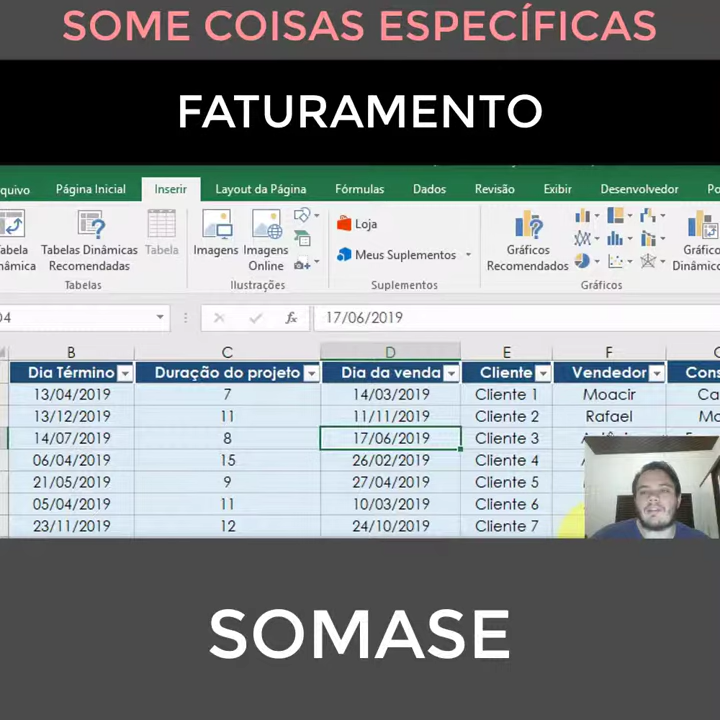 SOME COISAS ESPECÍFICAS
FATURAMENTO
Página Inicial Inserir Layout da Página Fórmulas Dados Revisão Exibir Desenvolvedor
Tabelas Dinâmicas Recomendadas Tabela Imagens Imagens Online Loja Meus Suplementos Gráficos Recomendados
Tabelas Ilustrações Suplementos Gráficos
fx 17/06/2019
B C D E F
Dia Término Duração do projeto Dia da venda Cliente Vendedor
13/04/2019 7 14/03/2019 Cliente 1 Moacir
13/12/2019 11 11/11/2019 Cliente 2 Rafael
14/07/2019 8 17/06/2019 Cliente 3
06/04/2019 15 26/02/2019 Cliente 4
21/05/2019 9 27/04/2019 Cliente 5
05/04/2019 11 10/03/2019 Cliente 6
23/11/2019 12 24/10/2019 Cliente 7
SOMASE